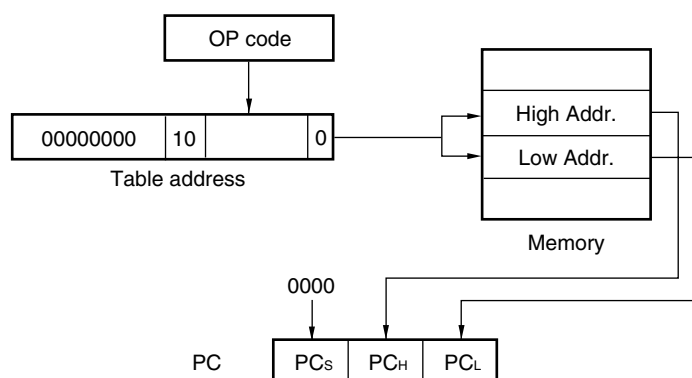 OP code
00000000 10 0
Table address
High Addr.
Low Addr.
Memory
0000
PC PCS PCH PCL